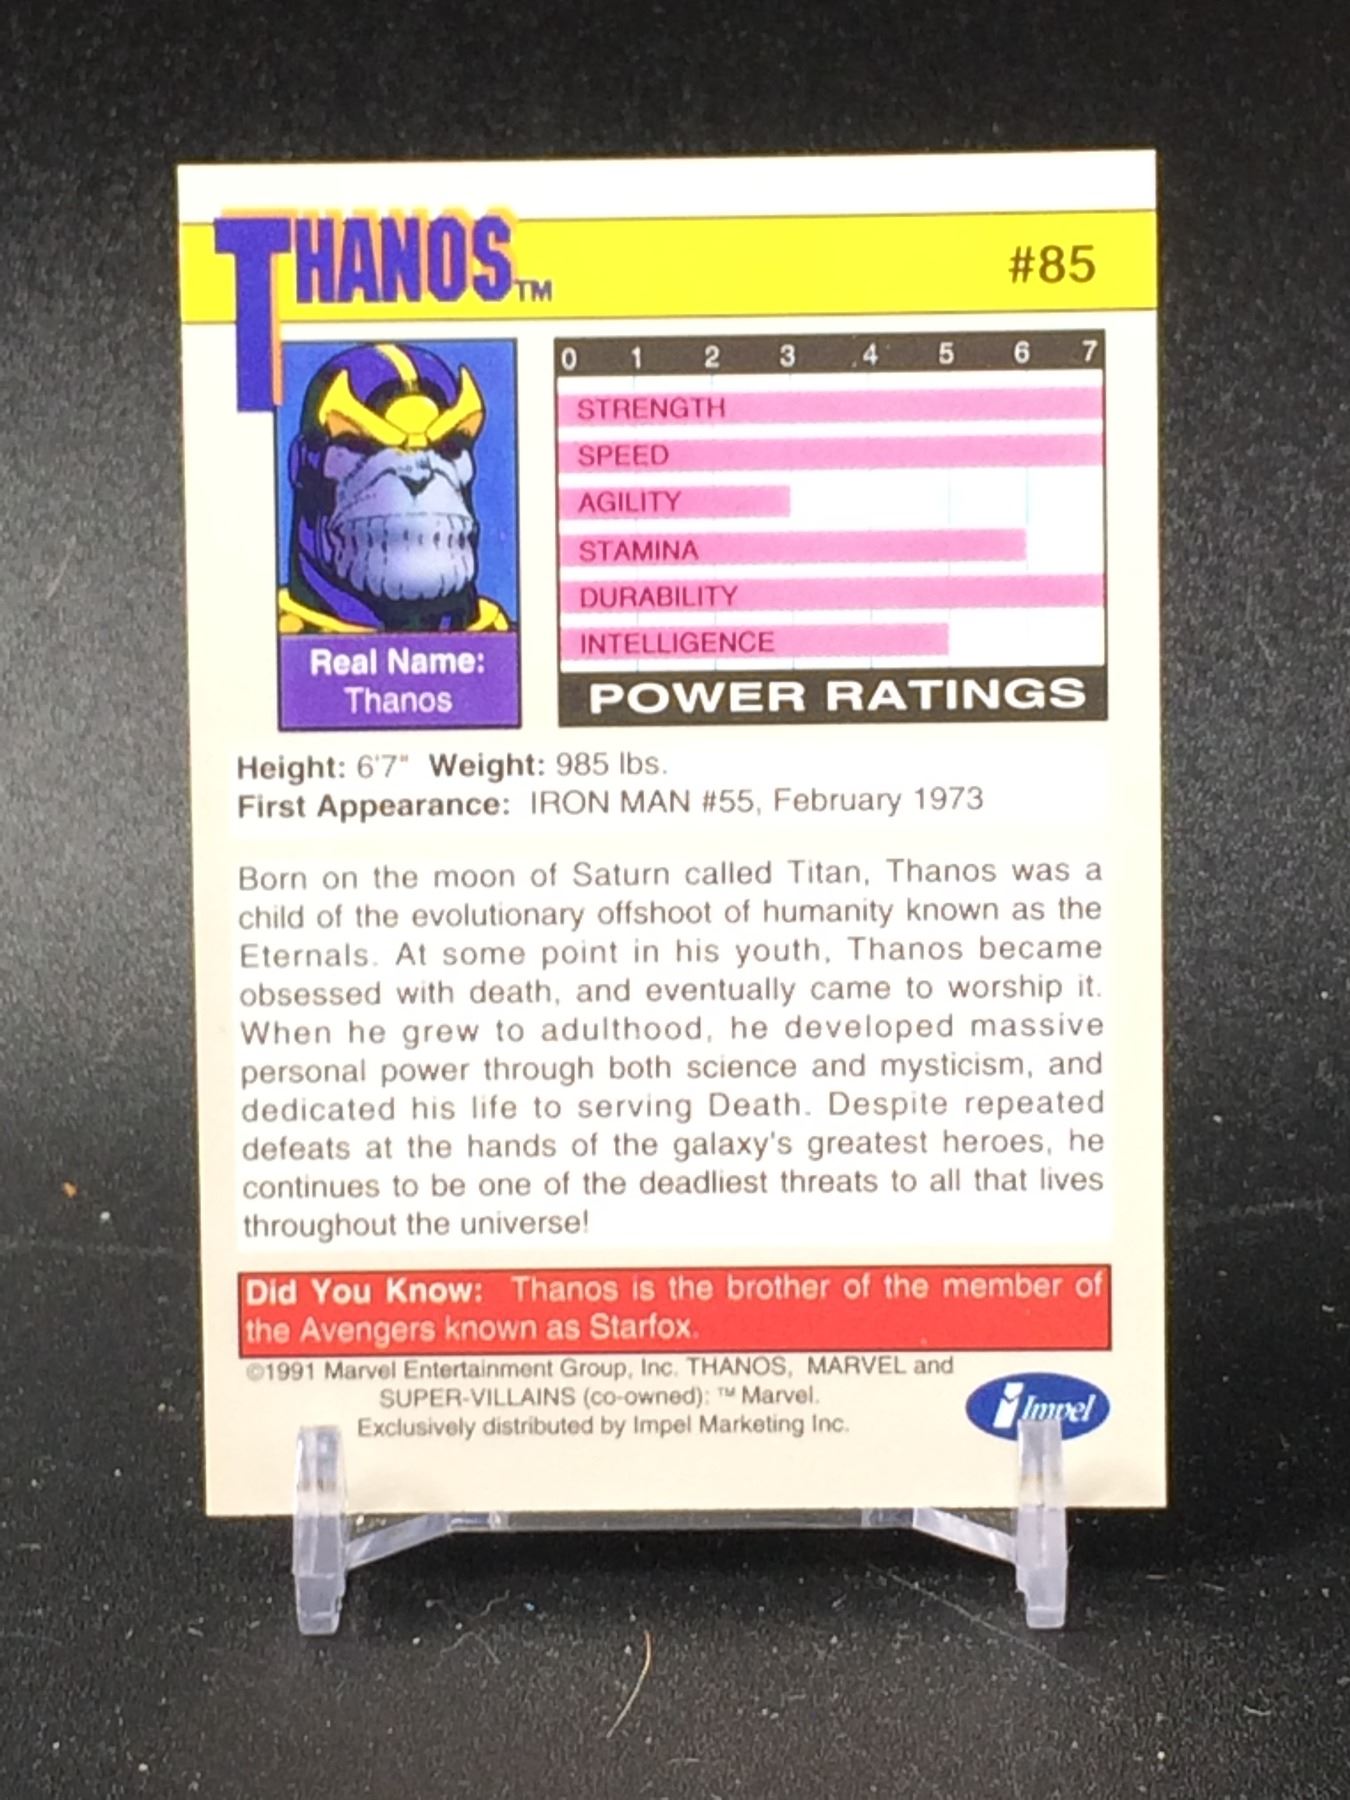 THANOS™
#85
0 1 2 3 4 5 6 7
STRENGTH
SPEED
AGILITY
STAMINA
DURABILITY
INTELLIGENCE
POWER RATINGS
Real Name:
Thanos
Height: 6'7" Weight: 985 lbs.
First Appearance: IRON MAN #55, February 1973
Born on the moon of Saturn called Titan, Thanos was a
child of the evolutionary offshoot of humanity known as the
Eternals. At some point in his youth, Thanos became
obsessed with death, and eventually came to worship it.
When he grew to adulthood, he developed massive
personal power through both science and mysticism, and
dedicated his life to serving Death. Despite repeated
defeats at the hands of the galaxy's greatest heroes, he
continues to be one of the deadliest threats to all that lives
throughout the universe!
Did You Know: Thanos is the brother of the member of
the Avengers known as Starfox.
©1991 Marvel Entertainment Group, Inc. THANOS, MARVEL and
SUPER-VILLAINS (co-owned): ™ Marvel.
Exclusively distributed by Impel Marketing Inc.
Impel